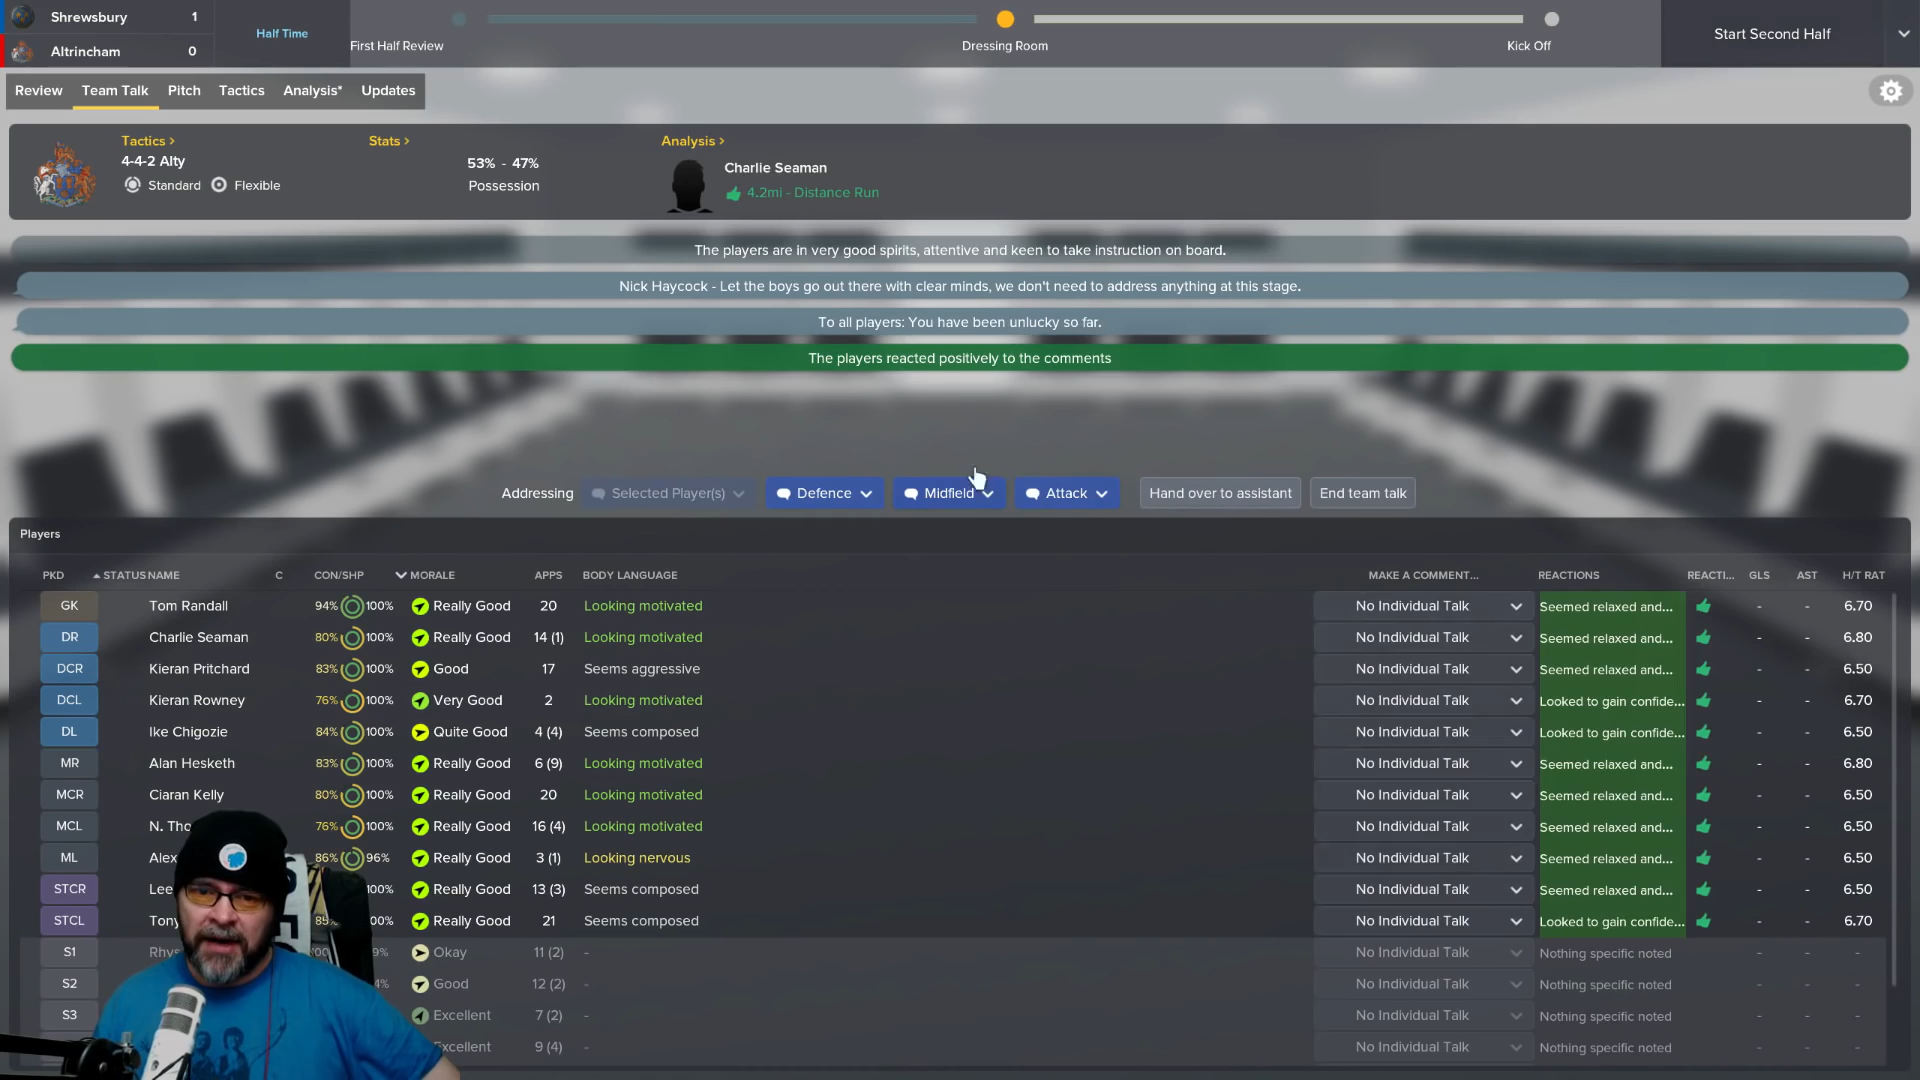 Shrewsbury 1
Altrincham 0
Half Time
First Half Review
Dressing Room
Kick Off
Start Second Half
Review Team Talk Pitch Tactics Analysis* Updates
Tactics >
4-4-2 Alty
Standard Flexible
Stats >
53% - 47%
Possession
Analysis >
Charlie Seaman
4.2mi - Distance Run
The players are in very good spirits, attentive and keen to take instruction on board.
Nick Haycock - Let the boys go out there with clear minds, we don't need to address anything at this stage.
To all players: You have been unlucky so far.
The players reacted positively to the comments
Addressing Selected Player(s) Defence Midfield Attack Hand over to assistant End team talk
Players
PKD STATUS NAME C CON/SHP MORALE APPS BODY LANGUAGE MAKE A COMMENT... REACTIONS REACTI... GLS AST H/T RAT
GK Tom Randall 94% 100% Really Good 20 Looking motivated No Individual Talk Seemed relaxed and... - - 6.70
DR Charlie Seaman 80% 100% Really Good 14 (1) Looking motivated No Individual Talk Seemed relaxed and... - - 6.80
DCR Kieran Pritchard 83% 100% Good 17 Seems aggressive No Individual Talk Seemed relaxed and... - - 6.50
DCL Kieran Rowney 76% 100% Very Good 2 Looking motivated No Individual Talk Looked to gain confide... - - 6.70
DL Ike Chigozie 84% 100% Quite Good 4 (4) Seems composed No Individual Talk Looked to gain confide... - - 6.50
MR Alan Hesketh 83% 100% Really Good 6 (9) Looking motivated No Individual Talk Seemed relaxed and... - - 6.80
MCR Ciaran Kelly 80% 100% Really Good 20 Looking motivated No Individual Talk Seemed relaxed and... - - 6.50
MCL N. Tho 76% 100% Really Good 16 (4) Looking motivated No Individual Talk Seemed relaxed and... - - 6.50
ML Alex 86% 96% Really Good 3 (1) Looking nervous No Individual Talk Seemed relaxed and... - - 6.50
STCR Lee 100% Really Good 13 (3) Seems composed No Individual Talk Seemed relaxed and... - - 6.50
STCL Tony 85% 00% Really Good 21 Seems composed No Individual Talk Looked to gain confide... - - 6.70
S1 Rhys 9% Okay 11 (2) - No Individual Talk Nothing specific noted - - -
S2 4% Good 12 (2) - No Individual Talk Nothing specific noted - - -
S3 Excellent 7 (2) - No Individual Talk Nothing specific noted - - -
Excellent 9 (4) - No Individual Talk Nothing specific noted - - -